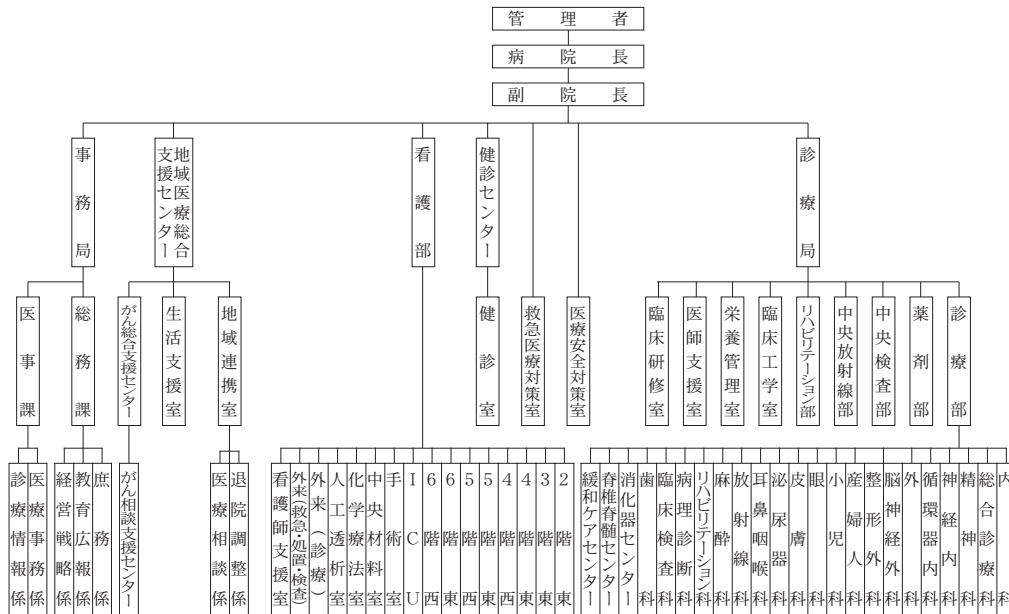 管理者
病院長
副院長
事務局
地域医療総合
支援センター
看護部
健診センター
診療局
医事課
総務課
がん総合支援センター
生活支援室
地域連携室
健診室
救急医療対策室
医療安全対策室
臨床研修室
医師支援室
栄養管理室
臨床工学室
リハビリテーション部
中央放射線部
中央検査部
薬剤部
診療部
診療情報係
医療事務係
経営戦略係
教育広報係
庶務係
がん相談支援センター
医療相談係
退院調整係
看護師支援室
外来(救急・処置・検査)
外来(診療)
人工透析室
化学療法室
中央材料室
手術室
ICU
6階西
6階東
5階西
5階東
4階西
4階東
3階東
2階東
緩和ケアセンター
脊椎脊髄センター
消化器センター
歯科
臨床検査科
病理診断科
リハビリテーション科
麻酔科
放射線科
耳鼻咽喉科
泌尿器科
皮膚科
眼科
小児科
産婦人科
整形外科
脳神経外科
外科
循環器内科
神経内科
精神科
総合診療科
内科